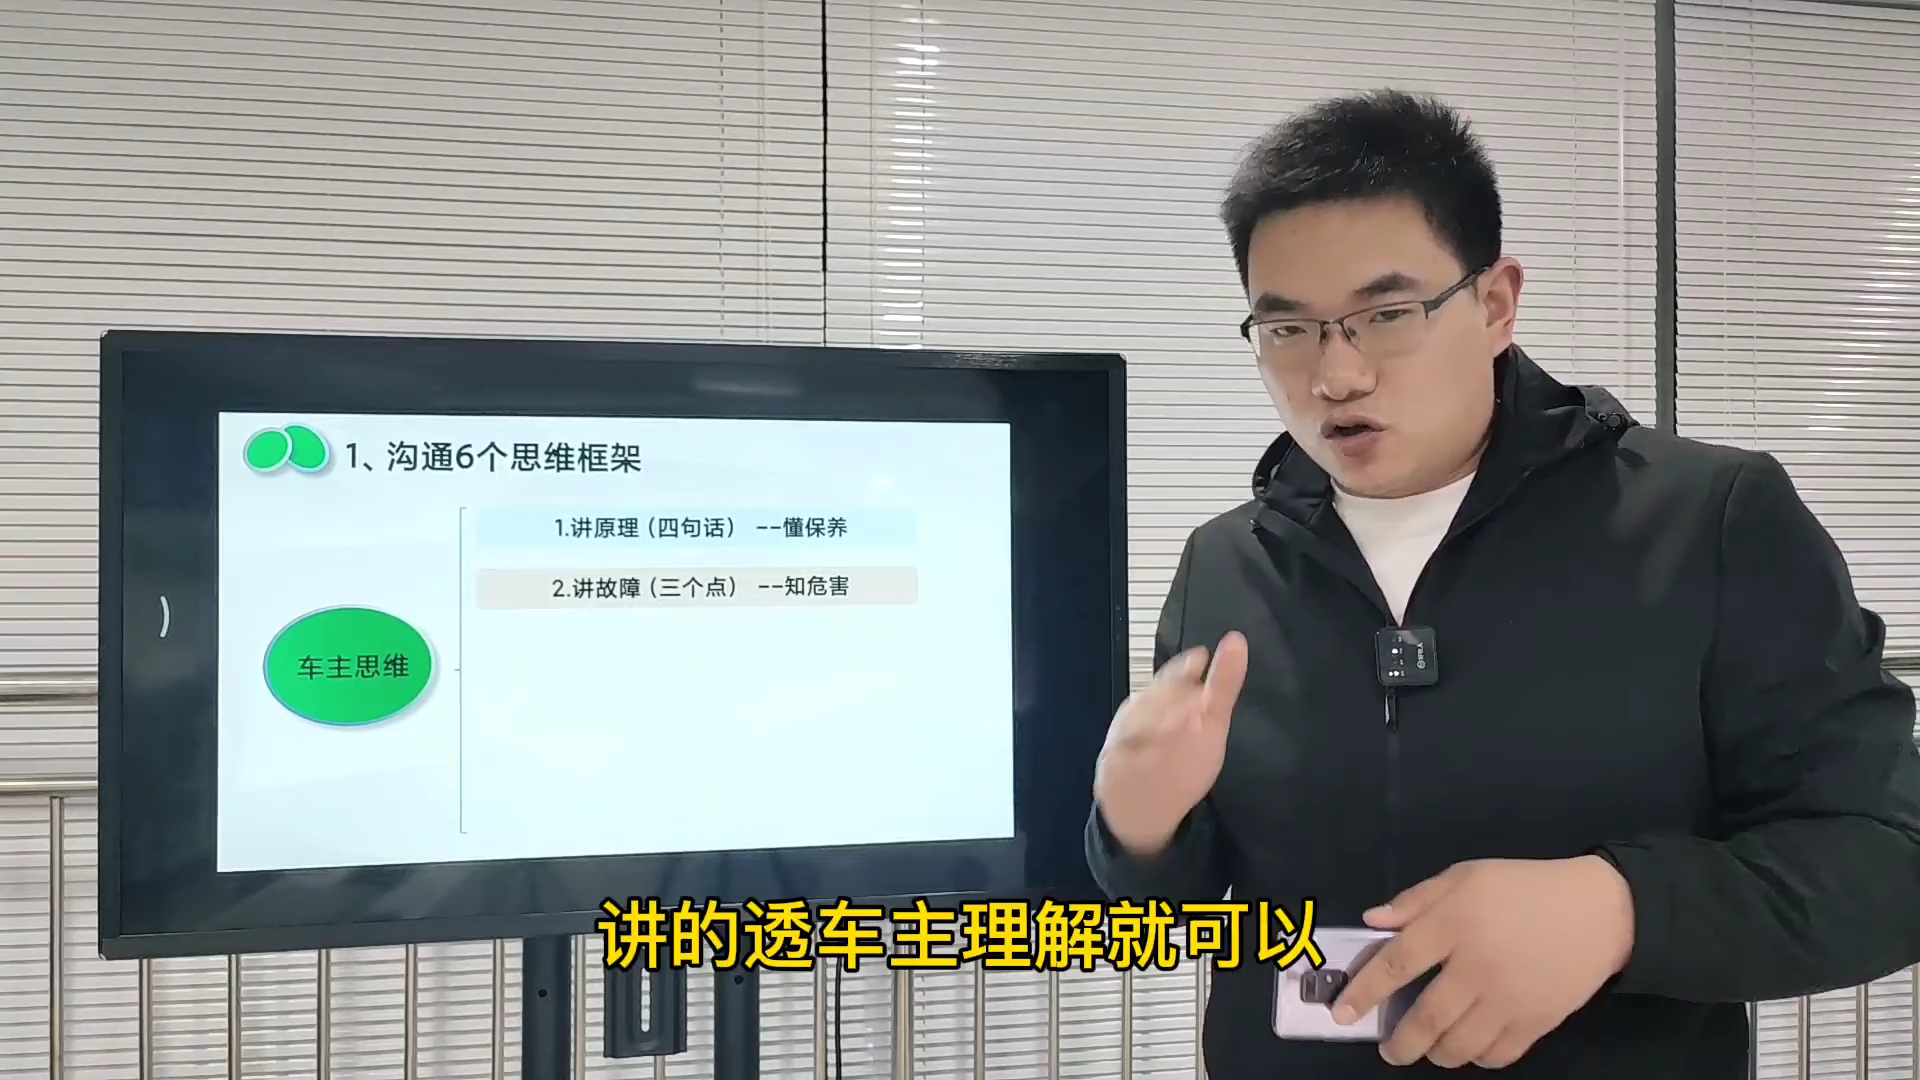 1、沟通6个思维框架
1.讲原理（四句话） --懂保养
2.讲故障（三个点） --知危害
车主思维
讲的透车主理解就可以